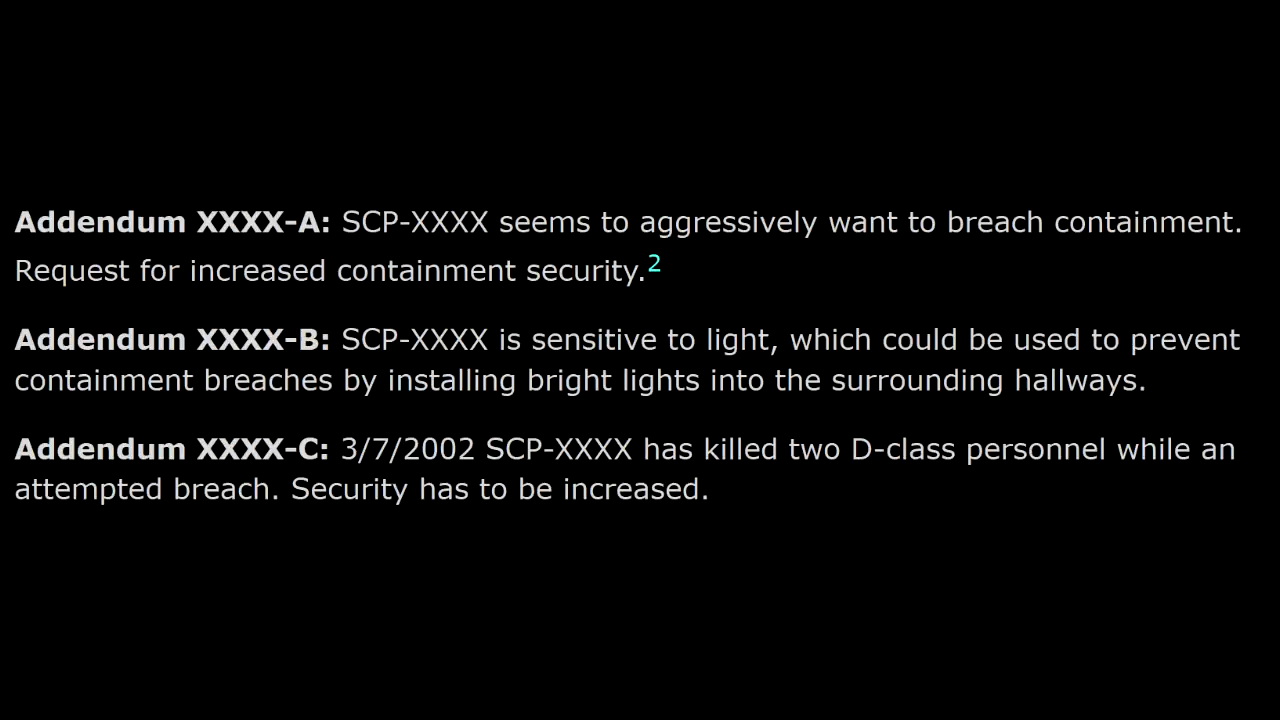 Addendum XXXX-A: SCP-XXXX seems to aggressively want to breach containment.
Request for increased containment security.2
Addendum XXXX-B: SCP-XXXX is sensitive to light, which could be used to prevent
containment breaches by installing bright lights into the surrounding hallways.
Addendum XXXX-C: 3/7/2002 SCP-XXXX has killed two D-class personnel while an
attempted breach. Security has to be increased.